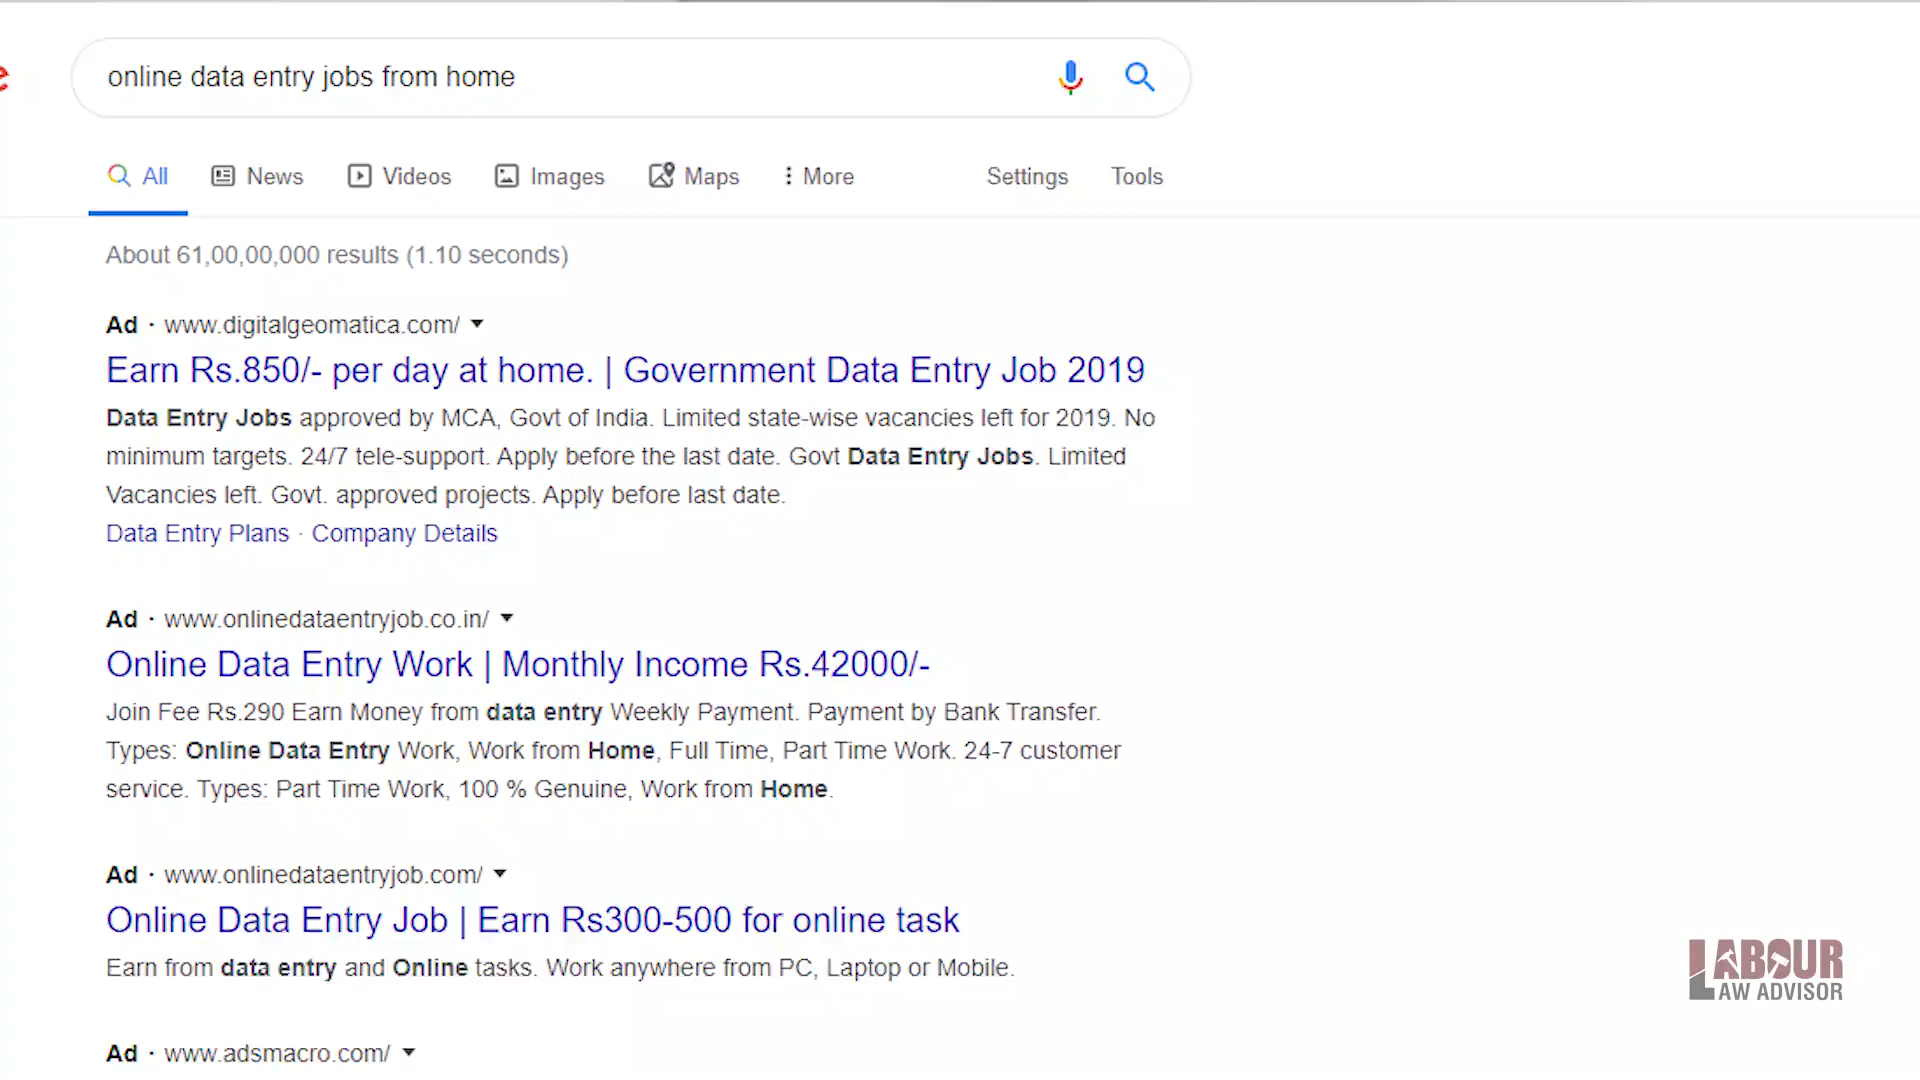 e
online data entry jobs from home
All News Videos Images Maps More Settings Tools
About 61,00,00,000 results (1.10 seconds)
Ad · www.digitalgeomatica.com/
Earn Rs.850/- per day at home. | Government Data Entry Job 2019
Data Entry Jobs approved by MCA, Govt of India. Limited state-wise vacancies left for 2019. No
minimum targets. 24/7 tele-support. Apply before the last date. Govt Data Entry Jobs. Limited
Vacancies left. Govt. approved projects. Apply before last date.
Data Entry Plans · Company Details
Ad · www.onlinedataentryjob.co.in/
Online Data Entry Work | Monthly Income Rs.42000/-
Join Fee Rs.290 Earn Money from data entry Weekly Payment. Payment by Bank Transfer.
Types: Online Data Entry Work, Work from Home, Full Time, Part Time Work. 24-7 customer
service. Types: Part Time Work, 100 % Genuine, Work from Home.
Ad · www.onlinedataentryjob.com/
Online Data Entry Job | Earn Rs300-500 for online task
Earn from data entry and Online tasks. Work anywhere from PC, Laptop or Mobile.
Ad · www.adsmacro.com/
LABOUR
LAW ADVISOR